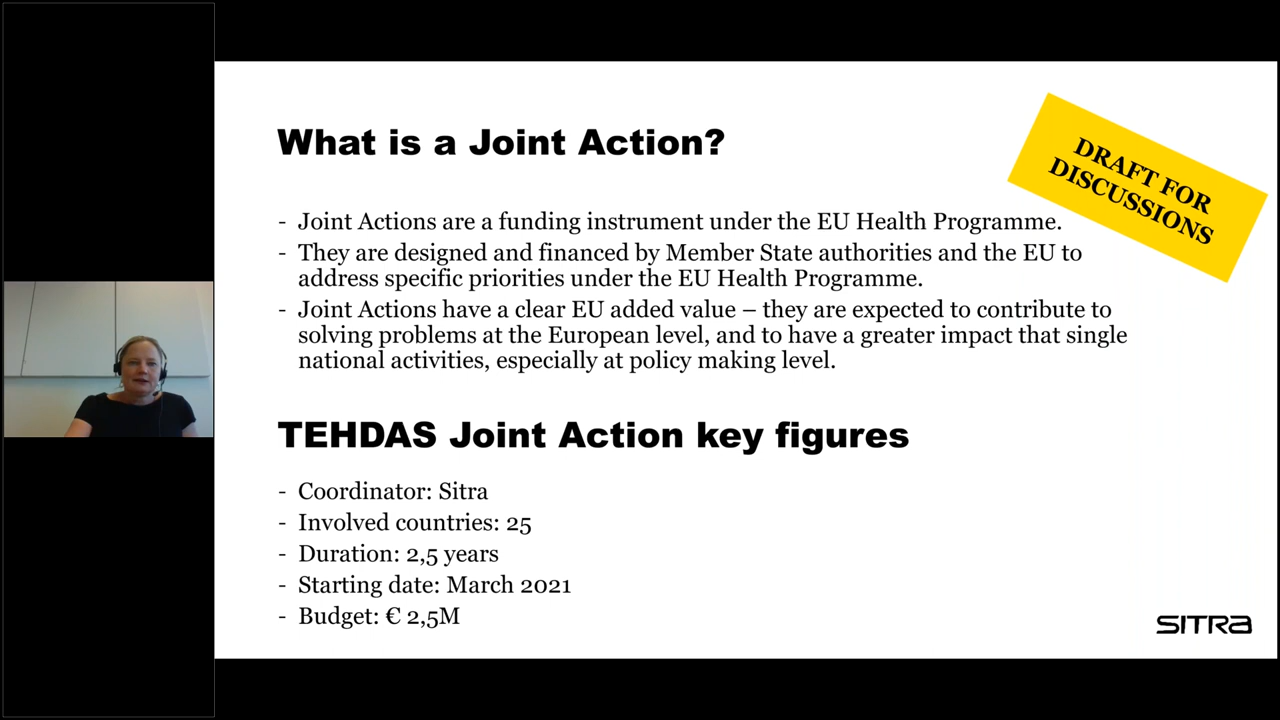 What is a Joint Action?
DRAFT FOR
DISCUSSIONS
- Joint Actions are a funding instrument under the EU Health Programme.
- They are designed and financed by Member State authorities and the EU to
address specific priorities under the EU Health Programme.
- Joint Actions have a clear EU added value – they are expected to contribute to
solving problems at the European level, and to have a greater impact that single
national activities, especially at policy making level.
TEHDAS Joint Action key figures
- Coordinator: Sitra
- Involved countries: 25
- Duration: 2,5 years
- Starting date: March 2021
- Budget: € 2,5M
SITRA